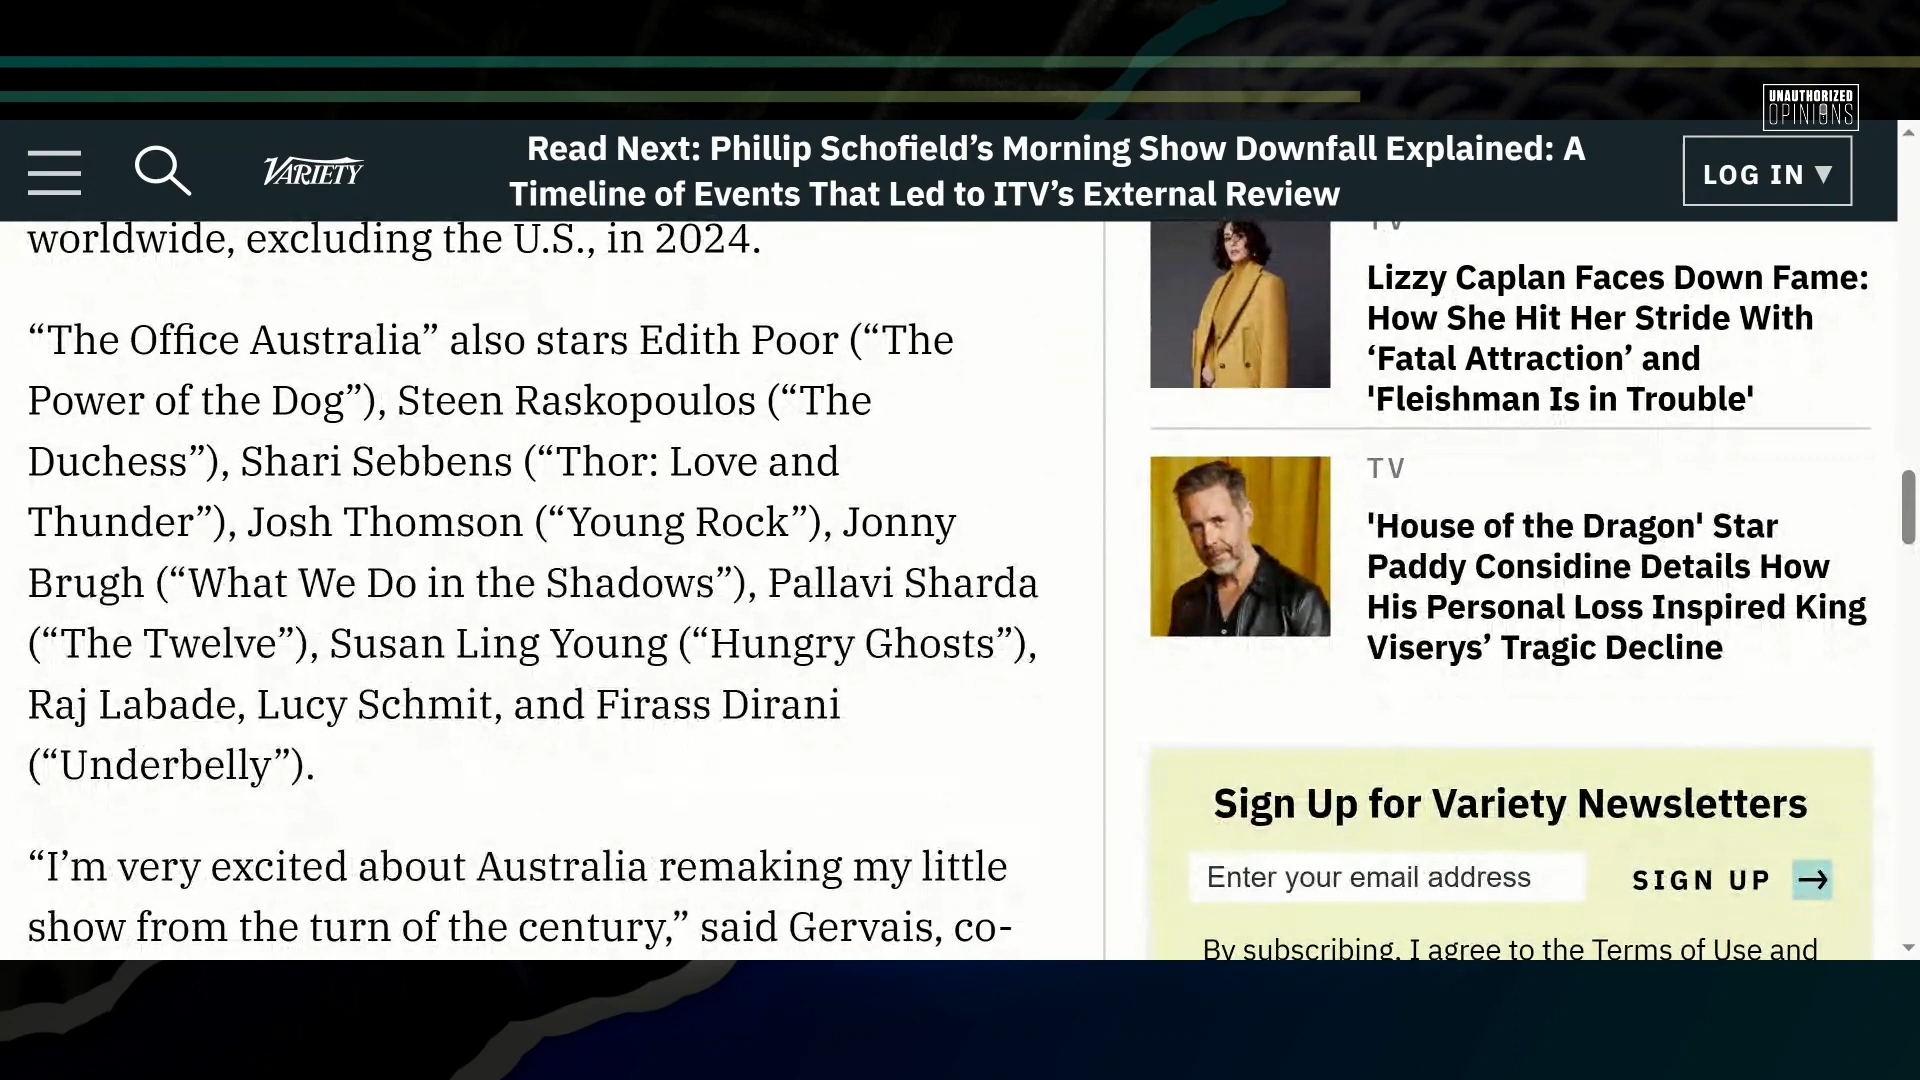 UNAUTHORIZED
OPINIONS
VARIETY
Read Next: Phillip Schofield’s Morning Show Downfall Explained: A
Timeline of Events That Led to ITV’s External Review
LOG IN ▼
worldwide, excluding the U.S., in 2024.
“The Office Australia” also stars Edith Poor (“The
Power of the Dog”), Steen Raskopoulos (“The
Duchess”), Shari Sebbens (“Thor: Love and
Thunder”), Josh Thomson (“Young Rock”), Jonny
Brugh (“What We Do in the Shadows”), Pallavi Sharda
(“The Twelve”), Susan Ling Young (“Hungry Ghosts”),
Raj Labade, Lucy Schmit, and Firass Dirani
(“Underbelly”).
“I’m very excited about Australia remaking my little
show from the turn of the century,” said Gervais, co-
TV
Lizzy Caplan Faces Down Fame:
How She Hit Her Stride With
‘Fatal Attraction’ and
'Fleishman Is in Trouble'
TV
'House of the Dragon' Star
Paddy Considine Details How
His Personal Loss Inspired King
Viserys’ Tragic Decline
Sign Up for Variety Newsletters
Enter your email address
SIGN UP →
By subscribing, I agree to the Terms of Use and